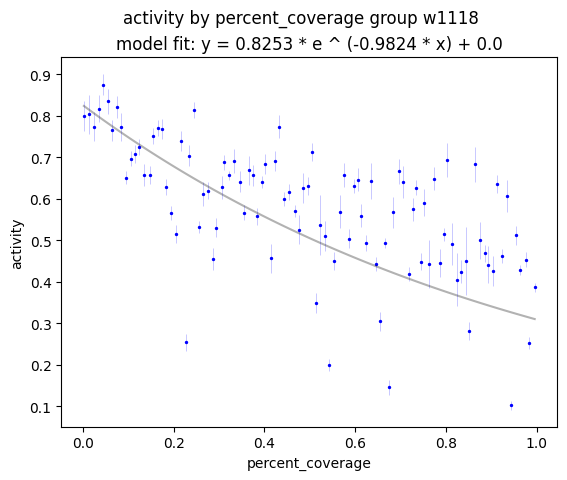 activity by percent_coverage group w1118
model fit: y = 0.8253 * e ^ (-0.9824 * x) + 0.0
0.9
0.8
0.7
0.6
0.5
0.4
0.3
0.2
0.1
activity
0.0 0.2 0.4 0.6 0.8 1.0
percent_coverage